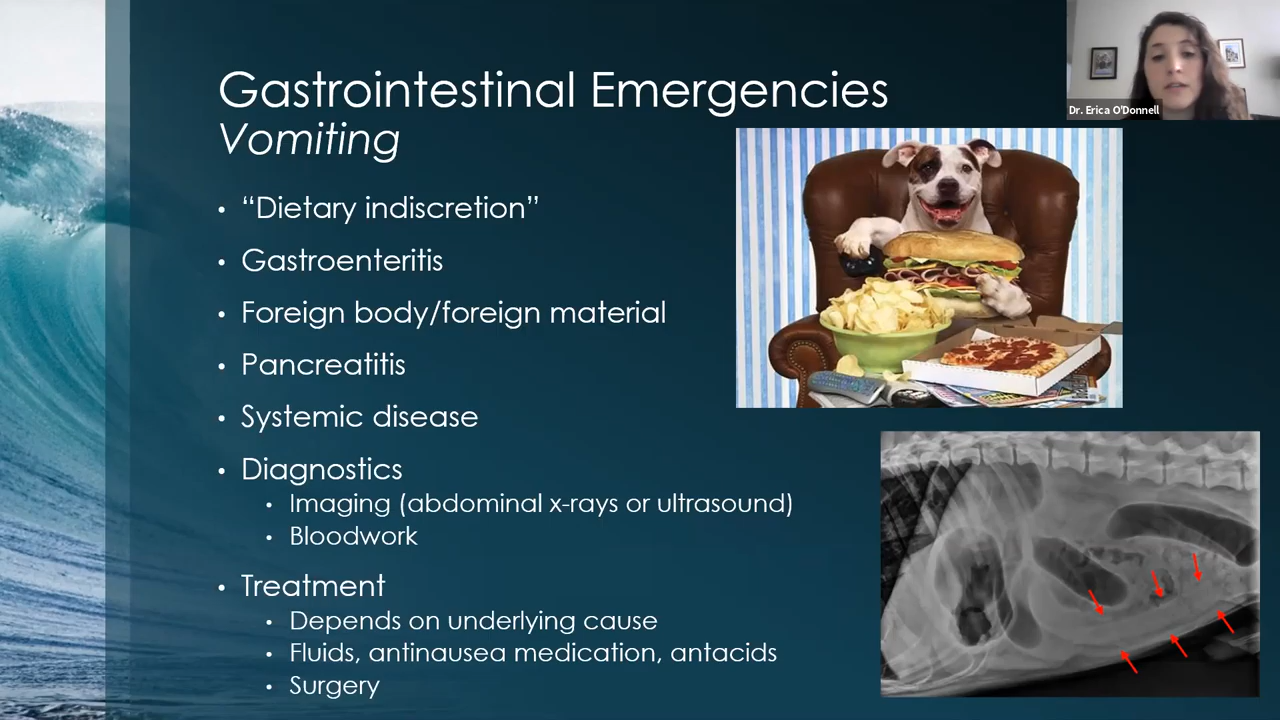 Dr. Erica O'Donnell
Gastrointestinal Emergencies
Vomiting
• “Dietary indiscretion”
• Gastroenteritis
• Foreign body/foreign material
• Pancreatitis
• Systemic disease
• Diagnostics
• Imaging (abdominal x-rays or ultrasound)
• Bloodwork
• Treatment
• Depends on underlying cause
• Fluids, antinausea medication, antacids
• Surgery